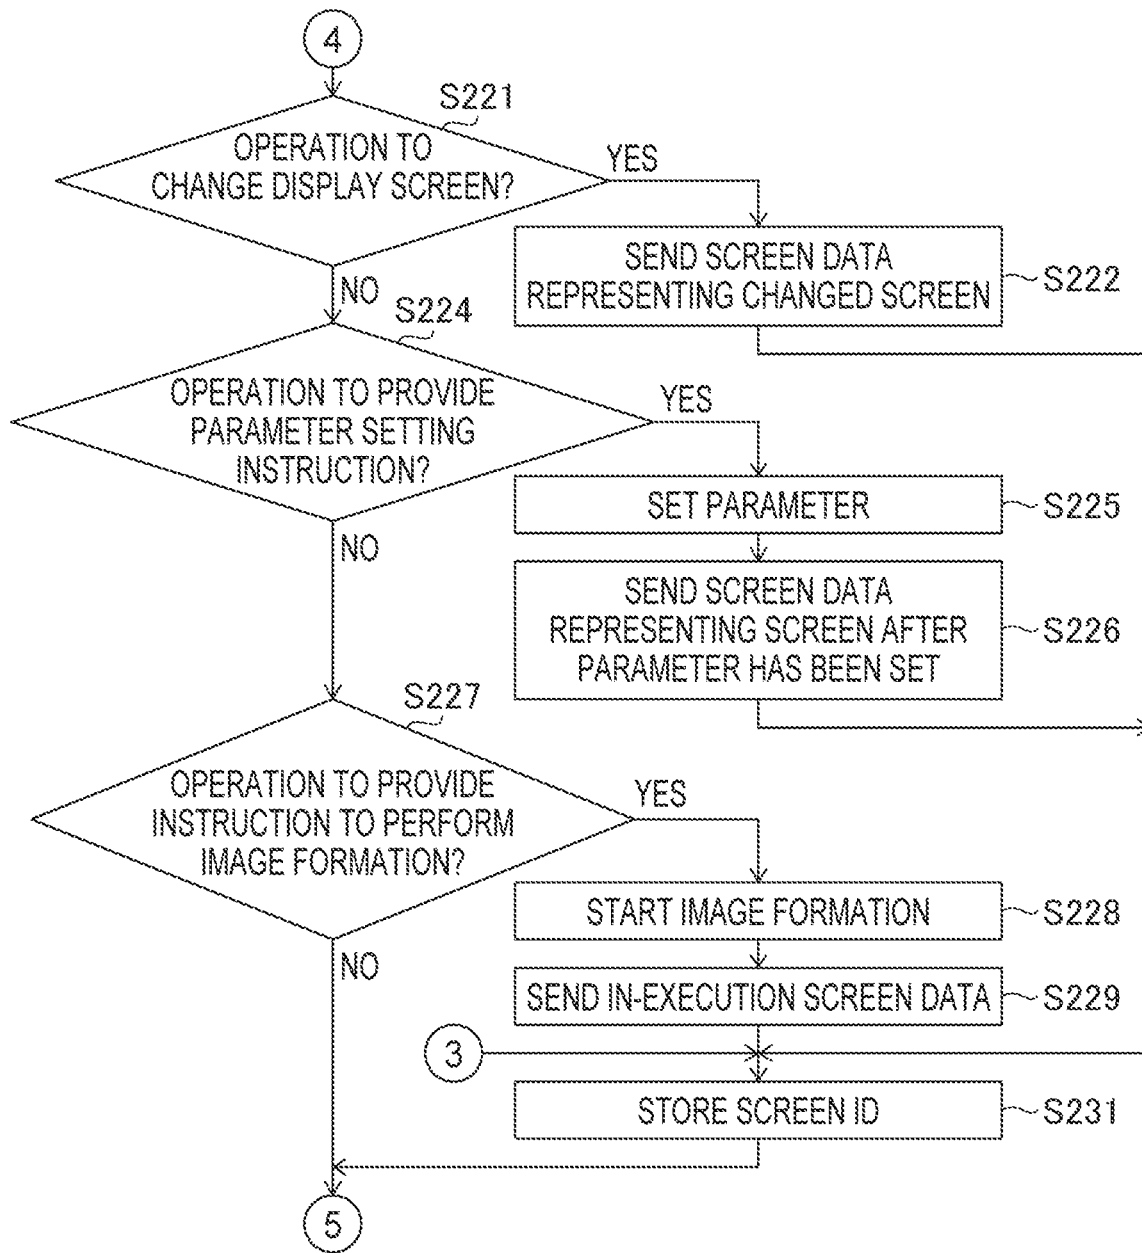 4
S221
OPERATION TO
CHANGE DISPLAY SCREEN?
YES
SEND SCREEN DATA
REPRESENTING CHANGED SCREEN
S222
NO
S224
OPERATION TO PROVIDE
PARAMETER SETTING
INSTRUCTION?
YES
SET PARAMETER
S225
NO
SEND SCREEN DATA
REPRESENTING SCREEN AFTER
PARAMETER HAS BEEN SET
S226
S227
OPERATION TO PROVIDE
INSTRUCTION TO PERFORM
IMAGE FORMATION?
YES
START IMAGE FORMATION
S228
NO
SEND IN-EXECUTION SCREEN DATA
S229
3
STORE SCREEN ID
S231
5